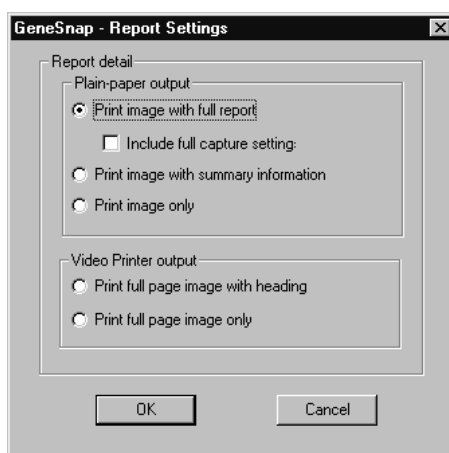 GeneSnap - Report Settings
Report detail
Plain-paper output
Print image with full report
Include full capture setting:
Print image with summary information
Print image only
Video Printer output
Print full page image with heading
Print full page image only
OK
Cancel